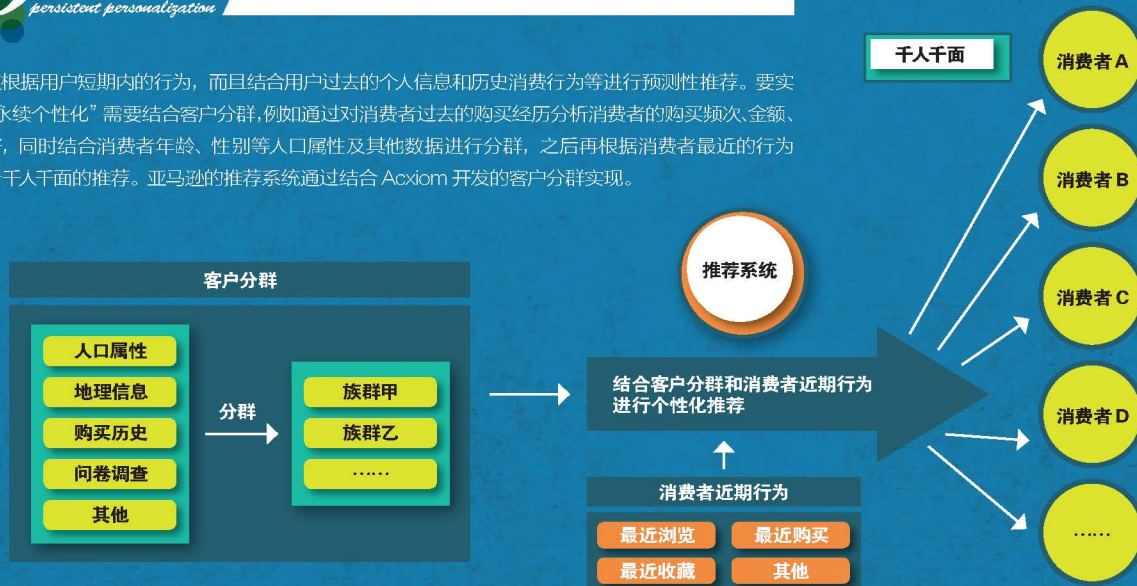 persistent personalization
根据用户短期内的行为，而且结合用户过去的个人信息和历史消费行为等进行预测性推荐。要实
永续个性化”需要结合客户分群，例如通过对消费者过去的购买经历分析消费者的购买频次、金额、
，同时结合消费者年龄、性别等人口属性及其他数据进行分群，之后再根据消费者最近的行为
千人千面的推荐。亚马逊的推荐系统通过结合 Acxiom 开发的客户分群实现。
千人千面
消费者 A
消费者 B
消费者 C
消费者 D
……
推荐系统
客户分群
人口属性
地理信息
购买历史
问卷调查
其他
分群
族群甲
族群乙
……
结合客户分群和消费者近期行为
进行个性化推荐
消费者近期行为
最近浏览
最近购买
最近收藏
其他